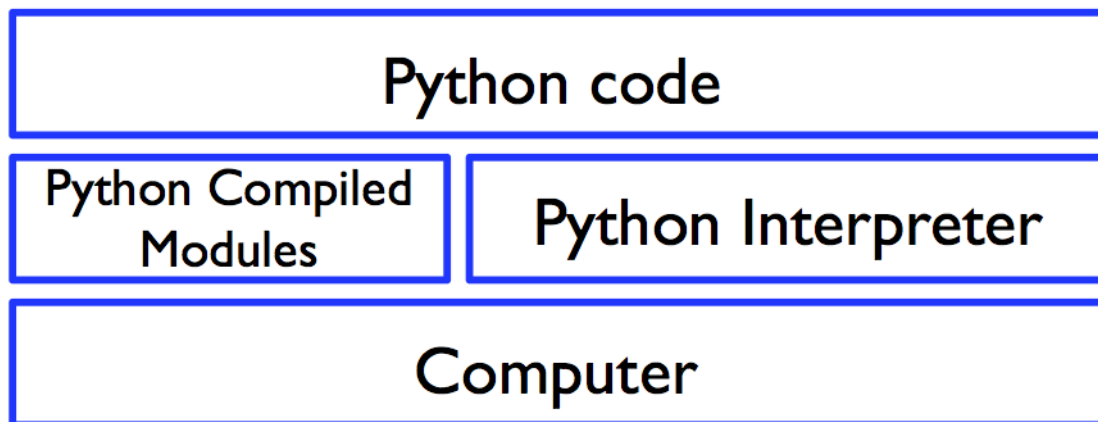 Python code
Python Compiled
Modules
Python Interpreter
Computer